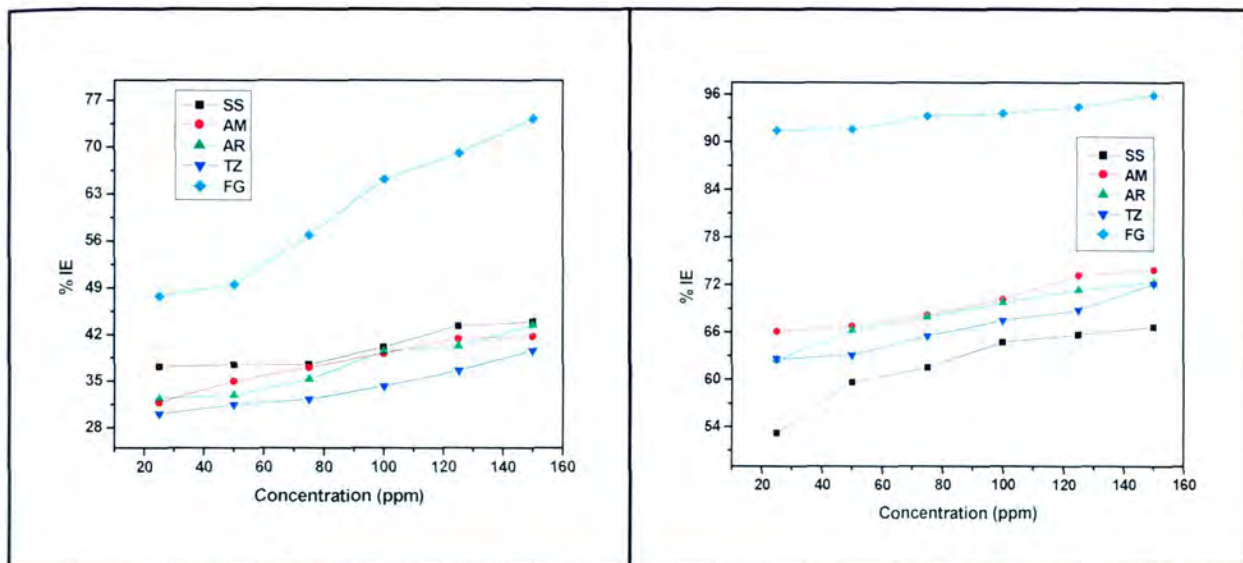 77
70
63
56
49
42
35
28
% IE
SS
AM
AR
TZ
FG
20 40 60 80 100 120 140 160
Concentration (ppm)
96
90
84
78
72
66
60
54
% IE
SS
AM
AR
TZ
FG
20 40 60 80 100 120 140 160
Concentration (ppm)